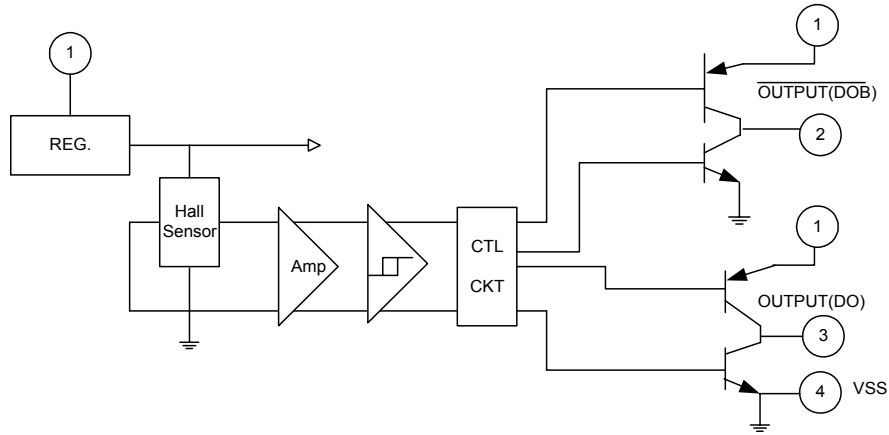 1
1
REG.
OUTPUT(DOB)
2
Hall
Sensor
Amp
CTL
CKT
1
OUTPUT(DO)
3
4
VSS